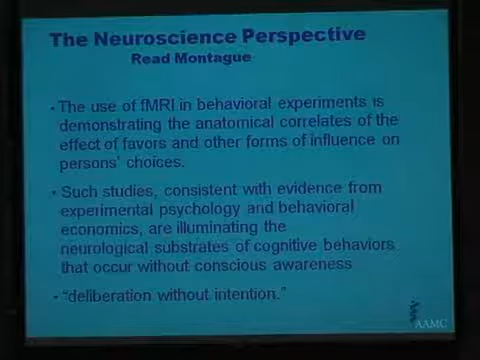 The Neuroscience Perspective
Read Montague
• The use of fMRI in behavioral experiments is
demonstrating the anatomical correlates of the
effect of favors and other forms of influence on
persons' choices.
• Such studies, consistent with evidence from
experimental psychology and behavioral
economics, are illuminating the
neurological substrates of cognitive behaviors
that occur without conscious awareness
• "deliberation without intention."
AAMC